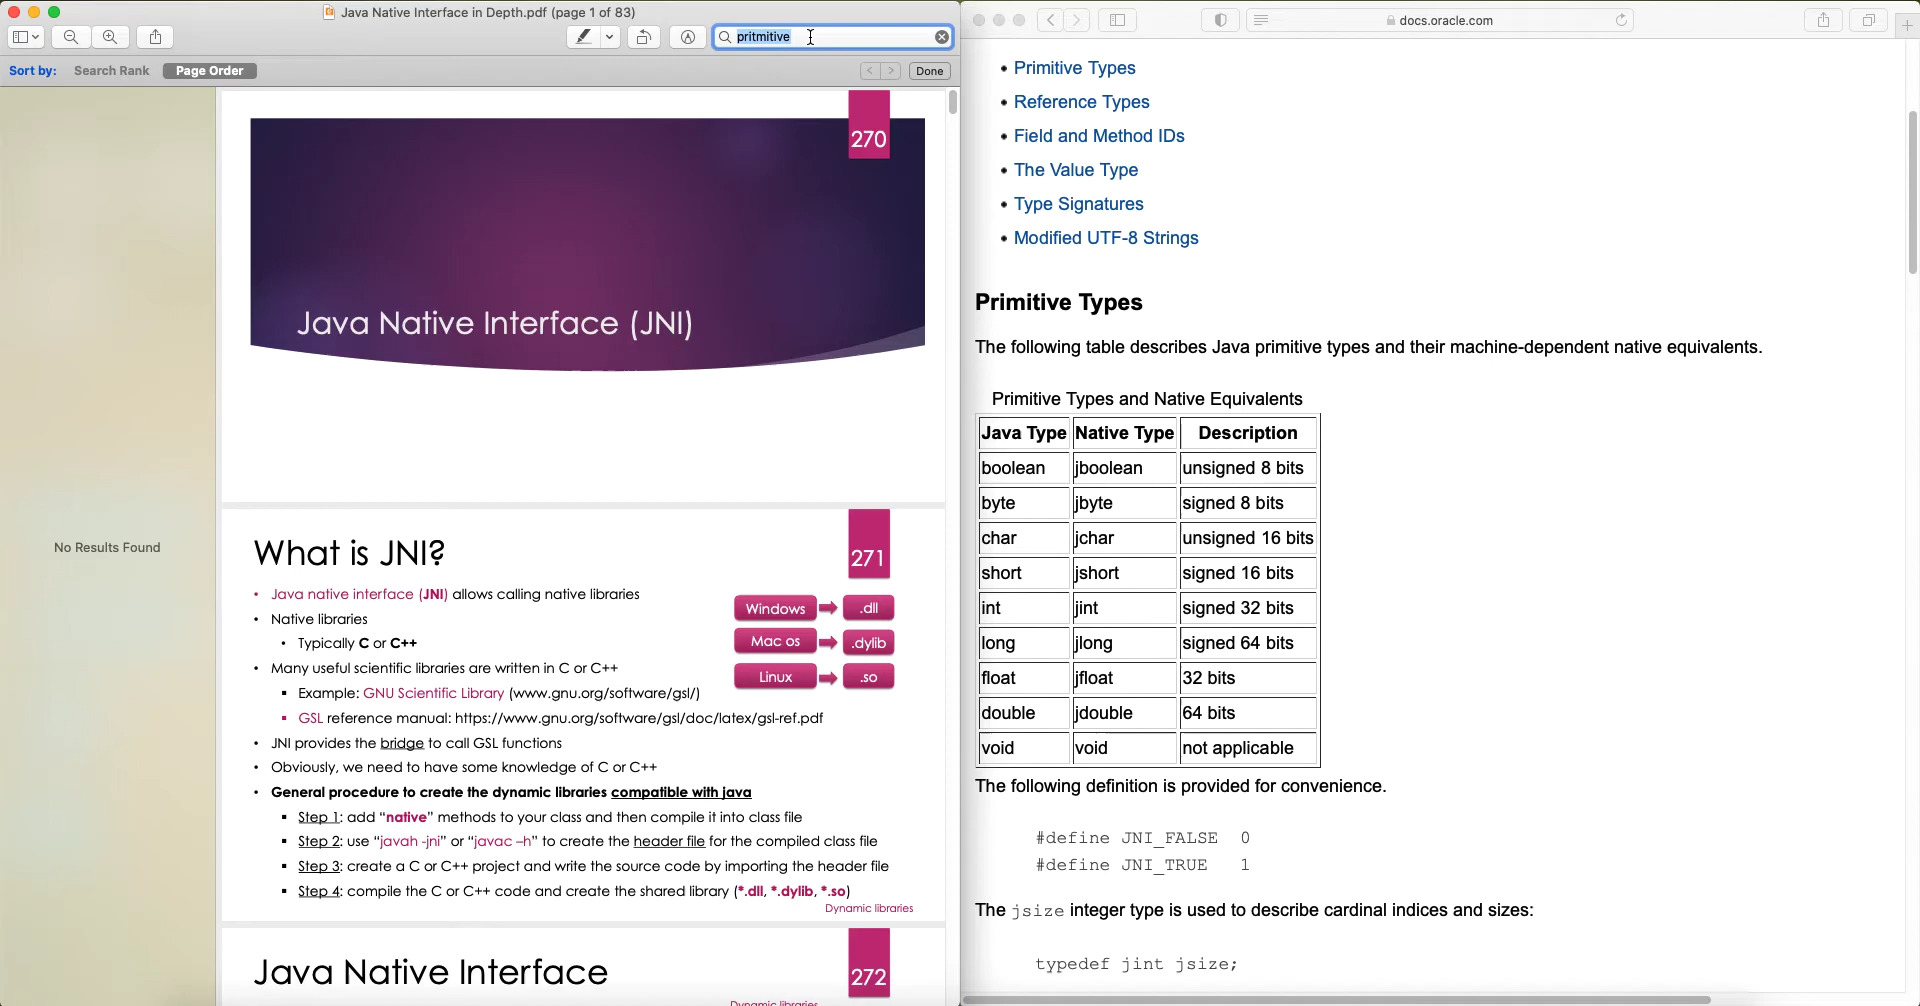 Java Native Interface in Depth.pdf (page 1 of 83)
pritmitive
Sort by: Search Rank Page Order
Done
No Results Found
270
Java Native Interface (JNI)
271
What is JNI?
• Java native interface (JNI) allows calling native libraries
• Native libraries
• Typically C or C++
• Many useful scientific libraries are written in C or C++
▪ Example: GNU Scientific Library (www.gnu.org/software/gsl/)
▪ GSL reference manual: https://www.gnu.org/software/gsl/doc/latex/gsl-ref.pdf
• JNI provides the bridge to call GSL functions
• Obviously, we need to have some knowledge of C or C++
• General procedure to create the dynamic libraries compatible with java
▪ Step 1: add “native” methods to your class and then compile it into class file
▪ Step 2: use “javah -jni” or “javac –h” to create the header file for the compiled class file
▪ Step 3: create a C or C++ project and write the source code by importing the header file
▪ Step 4: compile the C or C++ code and create the shared library (*.dll, *.dylib, *.so)
Windows .dll
Mac os .dylib
Linux .so
Dynamic libraries
272
Java Native Interface
Dynamic libraries
docs.oracle.com
• Primitive Types
• Reference Types
• Field and Method IDs
• The Value Type
• Type Signatures
• Modified UTF-8 Strings
Primitive Types
The following table describes Java primitive types and their machine-dependent native equivalents.
Primitive Types and Native Equivalents
Java Type Native Type Description
boolean jboolean unsigned 8 bits
byte jbyte signed 8 bits
char jchar unsigned 16 bits
short jshort signed 16 bits
int jint signed 32 bits
long jlong signed 64 bits
float jfloat 32 bits
double jdouble 64 bits
void void not applicable
The following definition is provided for convenience.
#define JNI_FALSE 0
#define JNI_TRUE 1
The jsize integer type is used to describe cardinal indices and sizes:
typedef jint jsize;